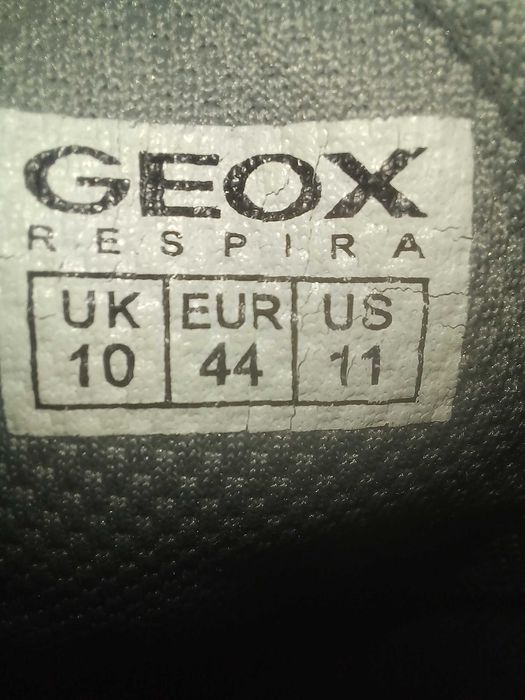 GEOX
RESPIRA
UK EUR US
10 44 11